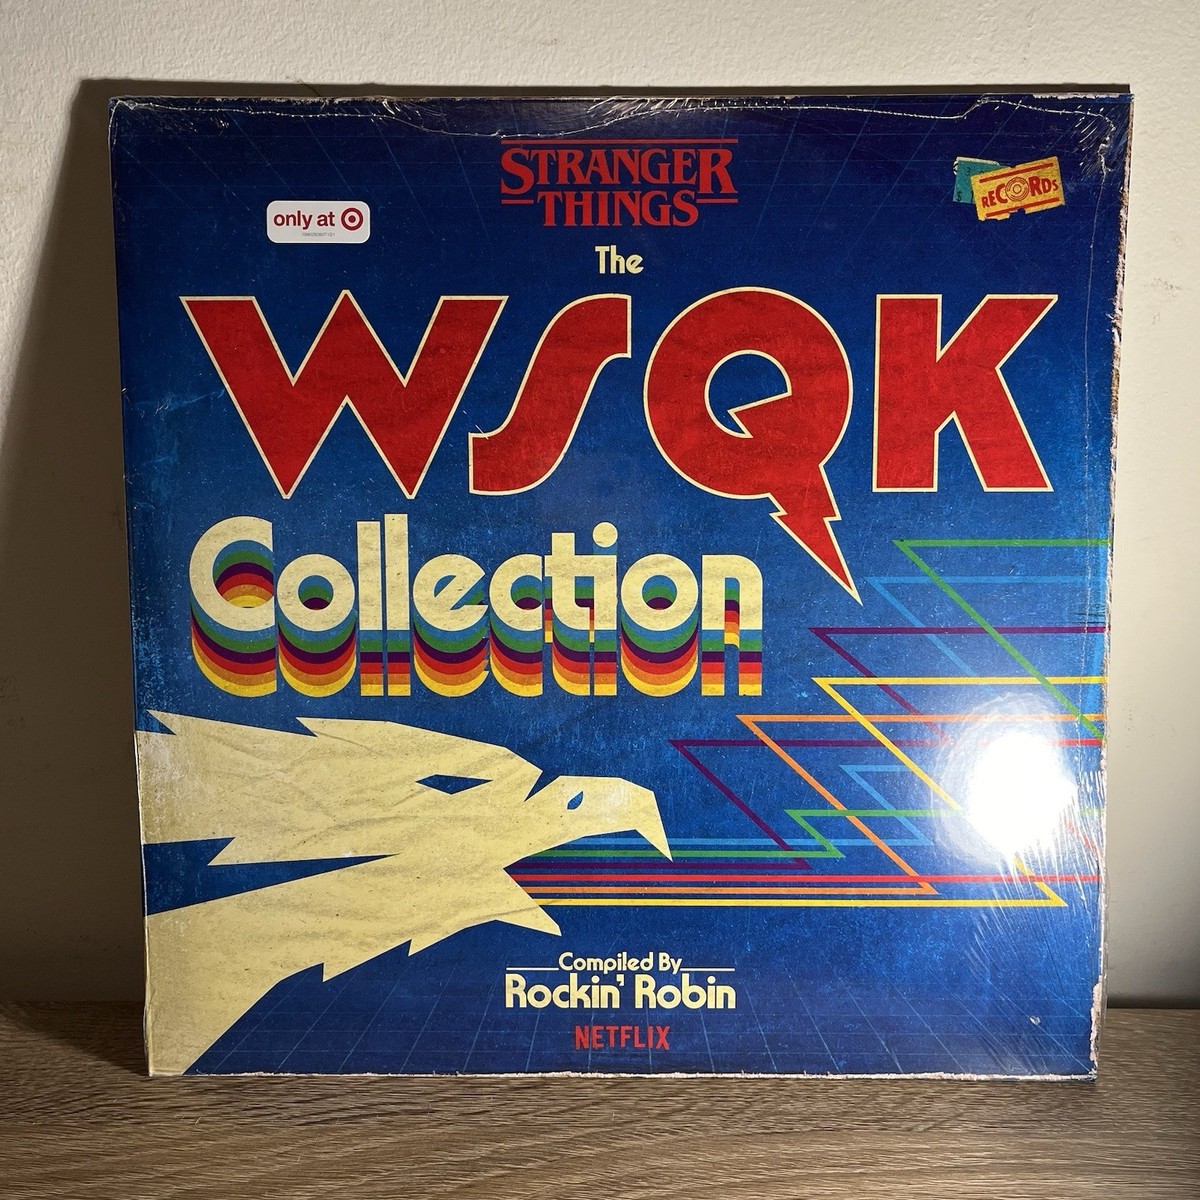 STRANGER
THINGS
only at
RECORDS
The
WSQK
Collection
Compiled By
Rockin' Robin
NETFLIX